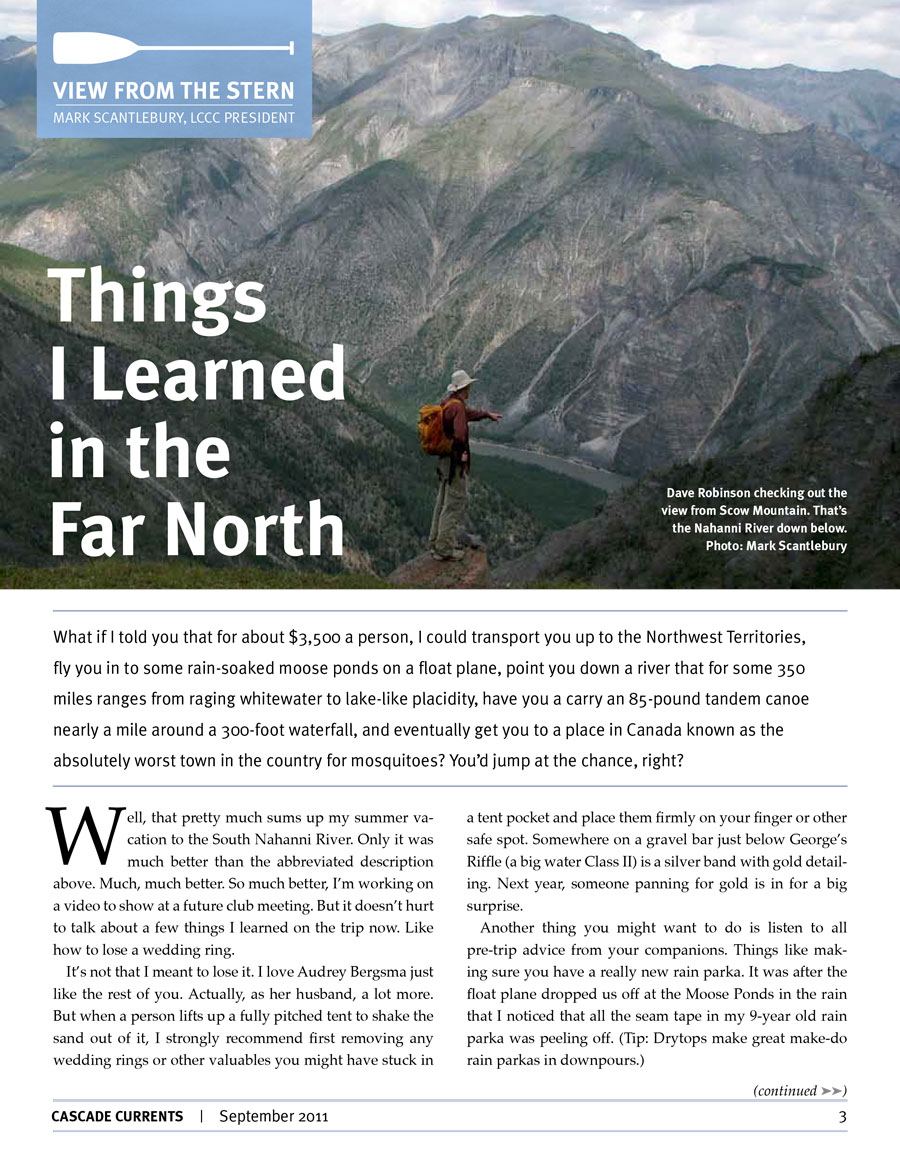 VIEW FROM THE STERN
MARK SCANTLEBURY, LCCC PRESIDENT
Things
I Learned
in the
Far North
Dave Robinson checking out the
view from Scow Mountain. That’s
the Nahanni River down below.
Photo: Mark Scantlebury
What if I told you that for about $3,500 a person, I could transport you up to the Northwest Territories,
fly you in to some rain-soaked moose ponds on a float plane, point you down a river that for some 350
miles ranges from raging whitewater to lake-like placidity, have you a carry an 85-pound tandem canoe
nearly a mile around a 300-foot waterfall, and eventually get you to a place in Canada known as the
absolutely worst town in the country for mosquitoes? You’d jump at the chance, right?
Well, that pretty much sums up my summer va-
cation to the South Nahanni River. Only it was
much better than the abbreviated description
above. Much, much better. So much better, I’m working on
a video to show at a future club meeting. But it doesn’t hurt
to talk about a few things I learned on the trip now. Like
how to lose a wedding ring.
It’s not that I meant to lose it. I love Audrey Bergsma just
like the rest of you. Actually, as her husband, a lot more.
But when a person lifts up a fully pitched tent to shake the
sand out of it, I strongly recommend first removing any
wedding rings or other valuables you might have stuck in
a tent pocket and place them firmly on your finger or other
safe spot. Somewhere on a gravel bar just below George’s
Riffle (a big water Class II) is a silver band with gold detail-
ing. Next year, someone panning for gold is in for a big
surprise.
Another thing you might want to do is listen to all
pre-trip advice from your companions. Things like mak-
ing sure you have a really new rain parka. It was after the
float plane dropped us off at the Moose Ponds in the rain
that I noticed that all the seam tape in my 9-year old rain
parka was peeling off. (Tip: Drytops make great make-do
rain parkas in downpours.)
(continued ➤➤)
CASCADE CURRENTS | September 2011
3